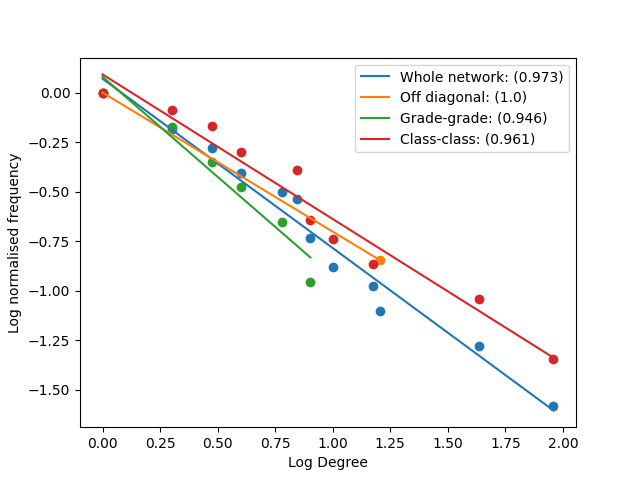 Whole network: (0.973)
Off diagonal: (1.0)
Grade-grade: (0.946)
Class-class: (0.961)
Log normalised frequency
0.00
−0.25
−0.50
−0.75
−1.00
−1.25
−1.50
0.00 0.25 0.50 0.75 1.00 1.25 1.50 1.75 2.00
Log Degree